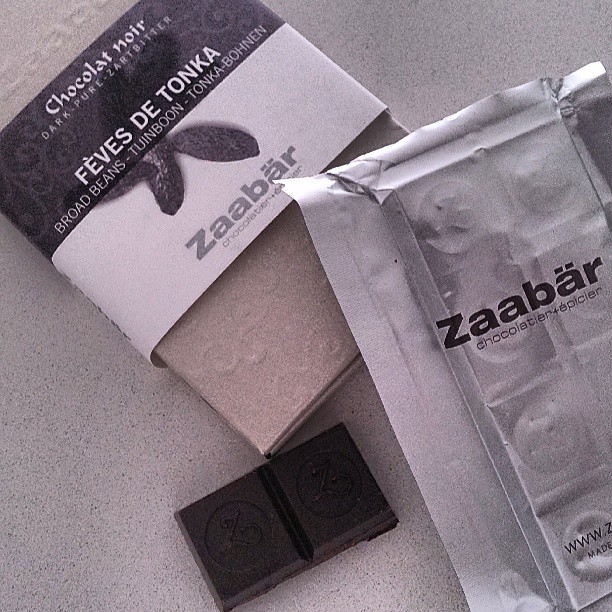 Chocolat noir
DARK-PURE-ZARTBITTER
FÈVES DE TONKA
BROAD BEANS - TUINBOON - TONKA-BOHNEN
Zaabär
chocolatier+épicier
Zaabär
chocolatier+épicier
www.z
MADE
Z
Z